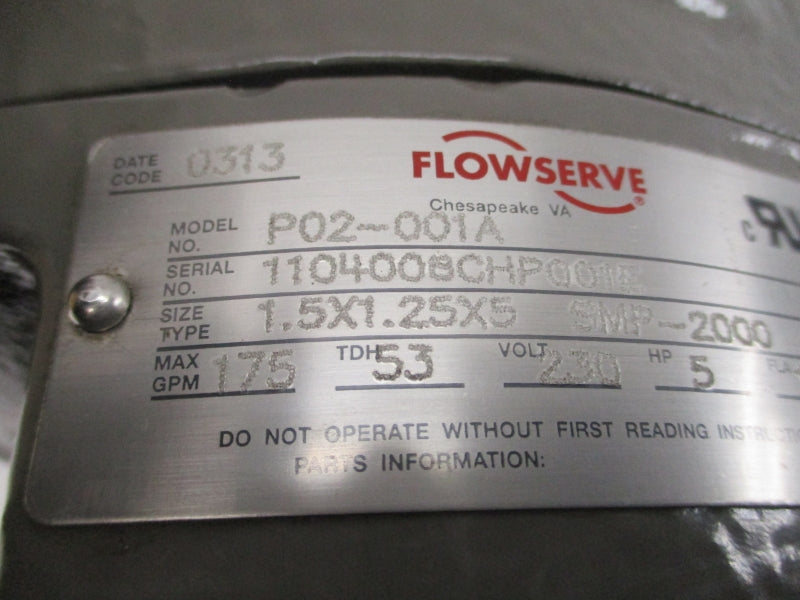 DATE CODE 0313
FLOWSERVE®
Chesapeake VA
MODEL NO. P02-001A
SERIAL NO.
SIZE TYPE 1.5X1.25X5 SMP-2000
MAX GPM 175 TDH 53 VOLT 230 HP 5
DO NOT OPERATE WITHOUT FIRST READING
PARTS INFORMATION: